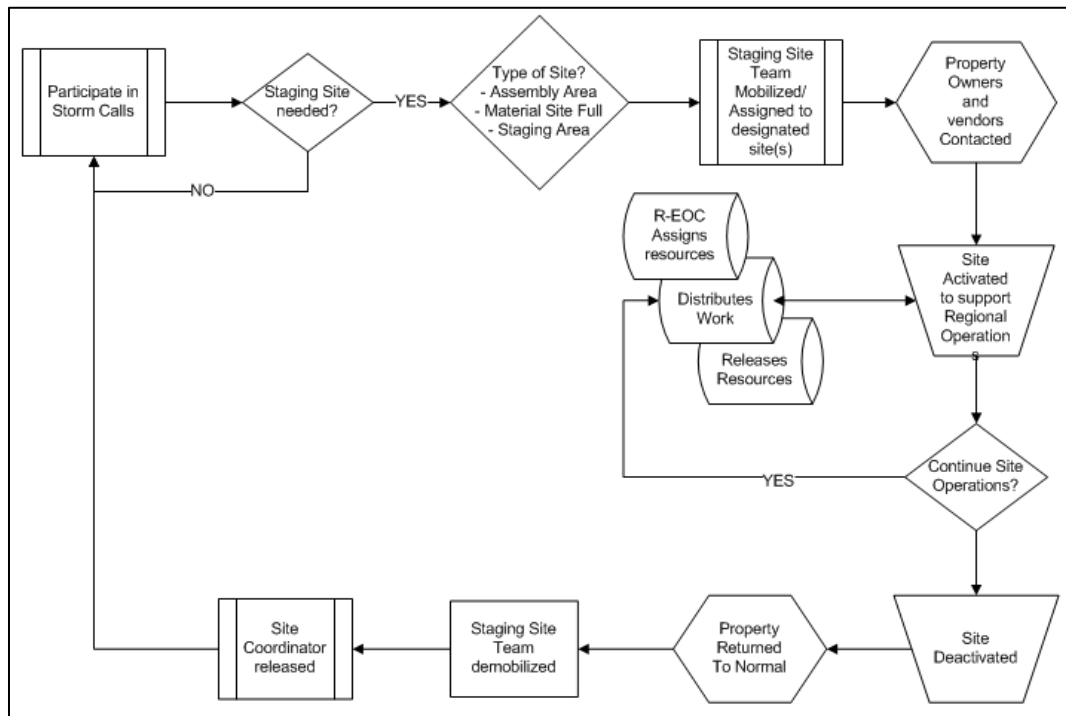 Participate in
Storm Calls
Staging Site
needed?
YES
Type of Site?
- Assembly Area
- Material Site Full
- Staging Area
Staging Site
Team
Mobilized/
Assigned to
designated
site(s)
Property
Owners
and
vendors
Contacted
NO
R-EOC
Assigns
resources
Distributes
Work
Releases
Resources
Site
Activated
to support
Regional
Operation
s
Continue Site
Operations?
YES
Site
Coordinator
released
Staging Site
Team
demobilized
Property
Returned
To Normal
Site
Deactivated